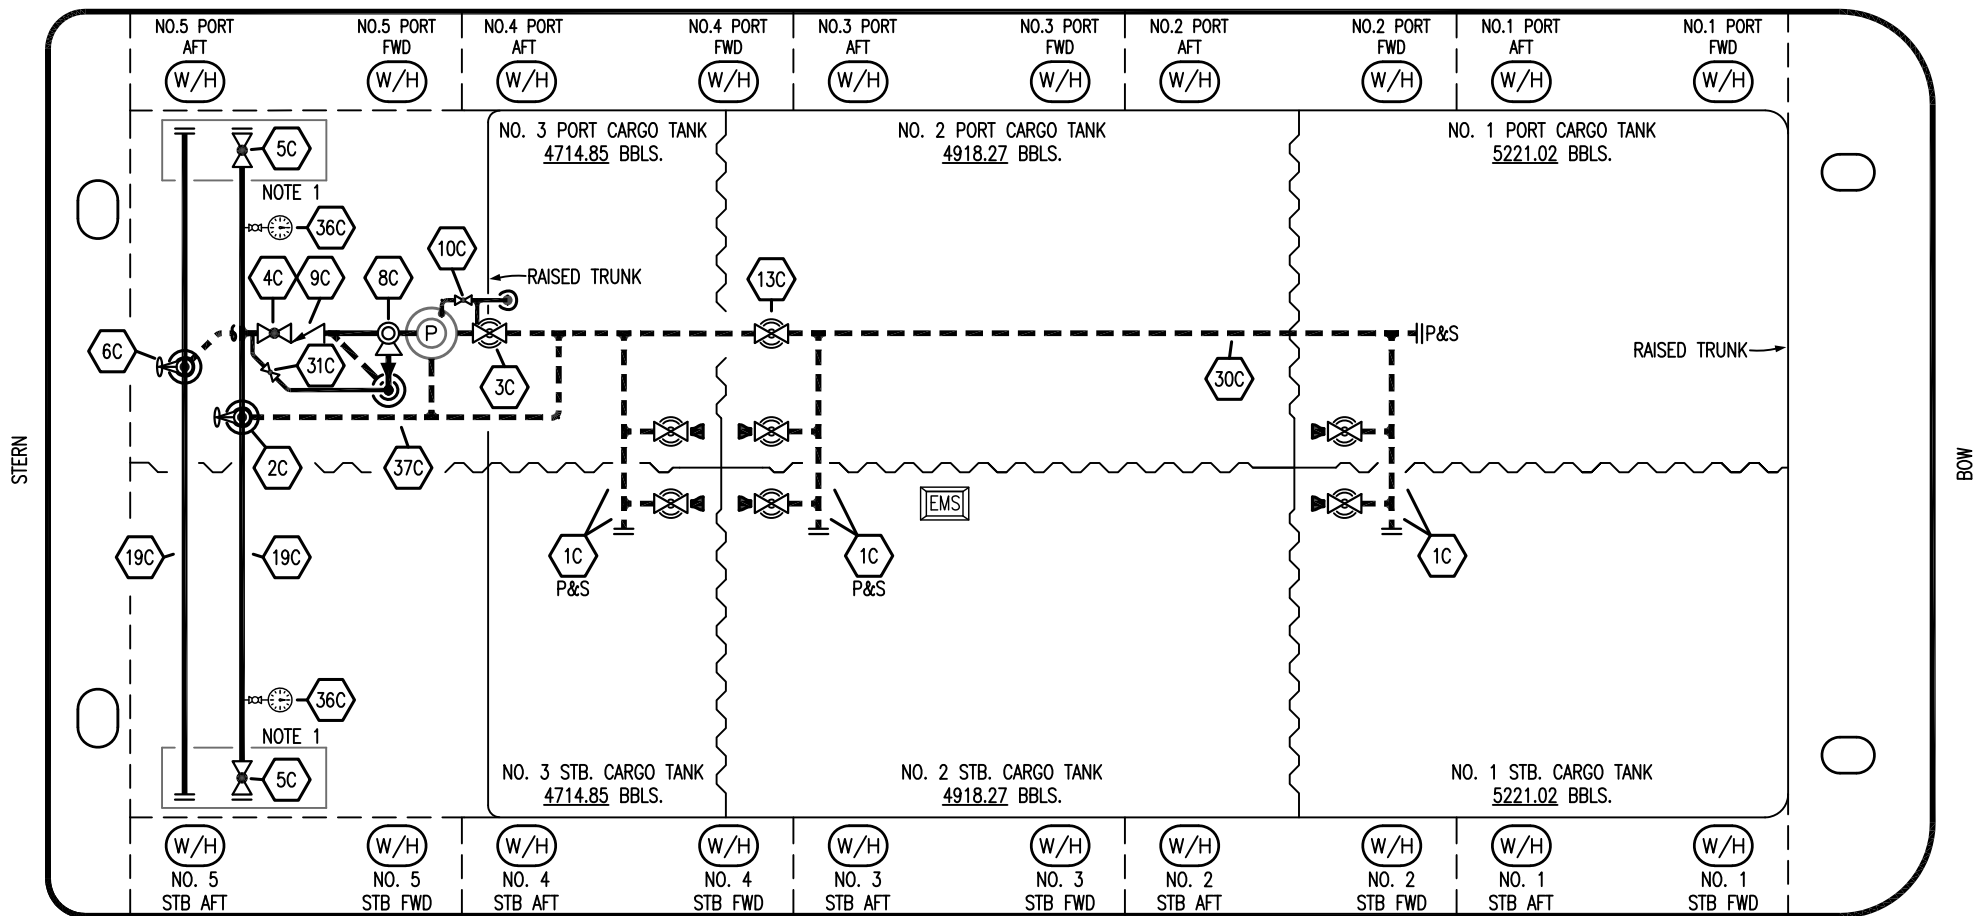 NO.5 PORT AFT
NO.5 PORT FWD
NO.4 PORT AFT
NO.4 PORT FWD
NO.3 PORT AFT
NO.3 PORT FWD
NO.2 PORT AFT
NO.2 PORT FWD
NO.1 PORT AFT
NO.1 PORT FWD
W/H
W/H
W/H
W/H
W/H
W/H
W/H
W/H
W/H
W/H
NO. 3 PORT CARGO TANK
4714.85 BBLS.
NO. 2 PORT CARGO TANK
4918.27 BBLS.
NO. 1 PORT CARGO TANK
5221.02 BBLS.
5C
NOTE 1
36C
10C
4C
9C
8C
RAISED TRUNK
13C
P
P&S
6C
31C
3C
30C
RAISED TRUNK
STERN
2C
37C
BOW
EMS
19C
19C
1C
P&S
1C
P&S
1C
36C
NOTE 1
5C
NO. 3 STB. CARGO TANK
4714.85 BBLS.
NO. 2 STB. CARGO TANK
4918.27 BBLS.
NO. 1 STB. CARGO TANK
5221.02 BBLS.
W/H
W/H
W/H
W/H
W/H
W/H
W/H
W/H
W/H
W/H
NO. 5 STB AFT
NO. 5 STB FWD
NO. 4 STB AFT
NO. 4 STB FWD
NO. 3 STB AFT
NO. 3 STB FWD
NO. 2 STB AFT
NO. 2 STB FWD
NO. 1 STB AFT
NO. 1 STB FWD